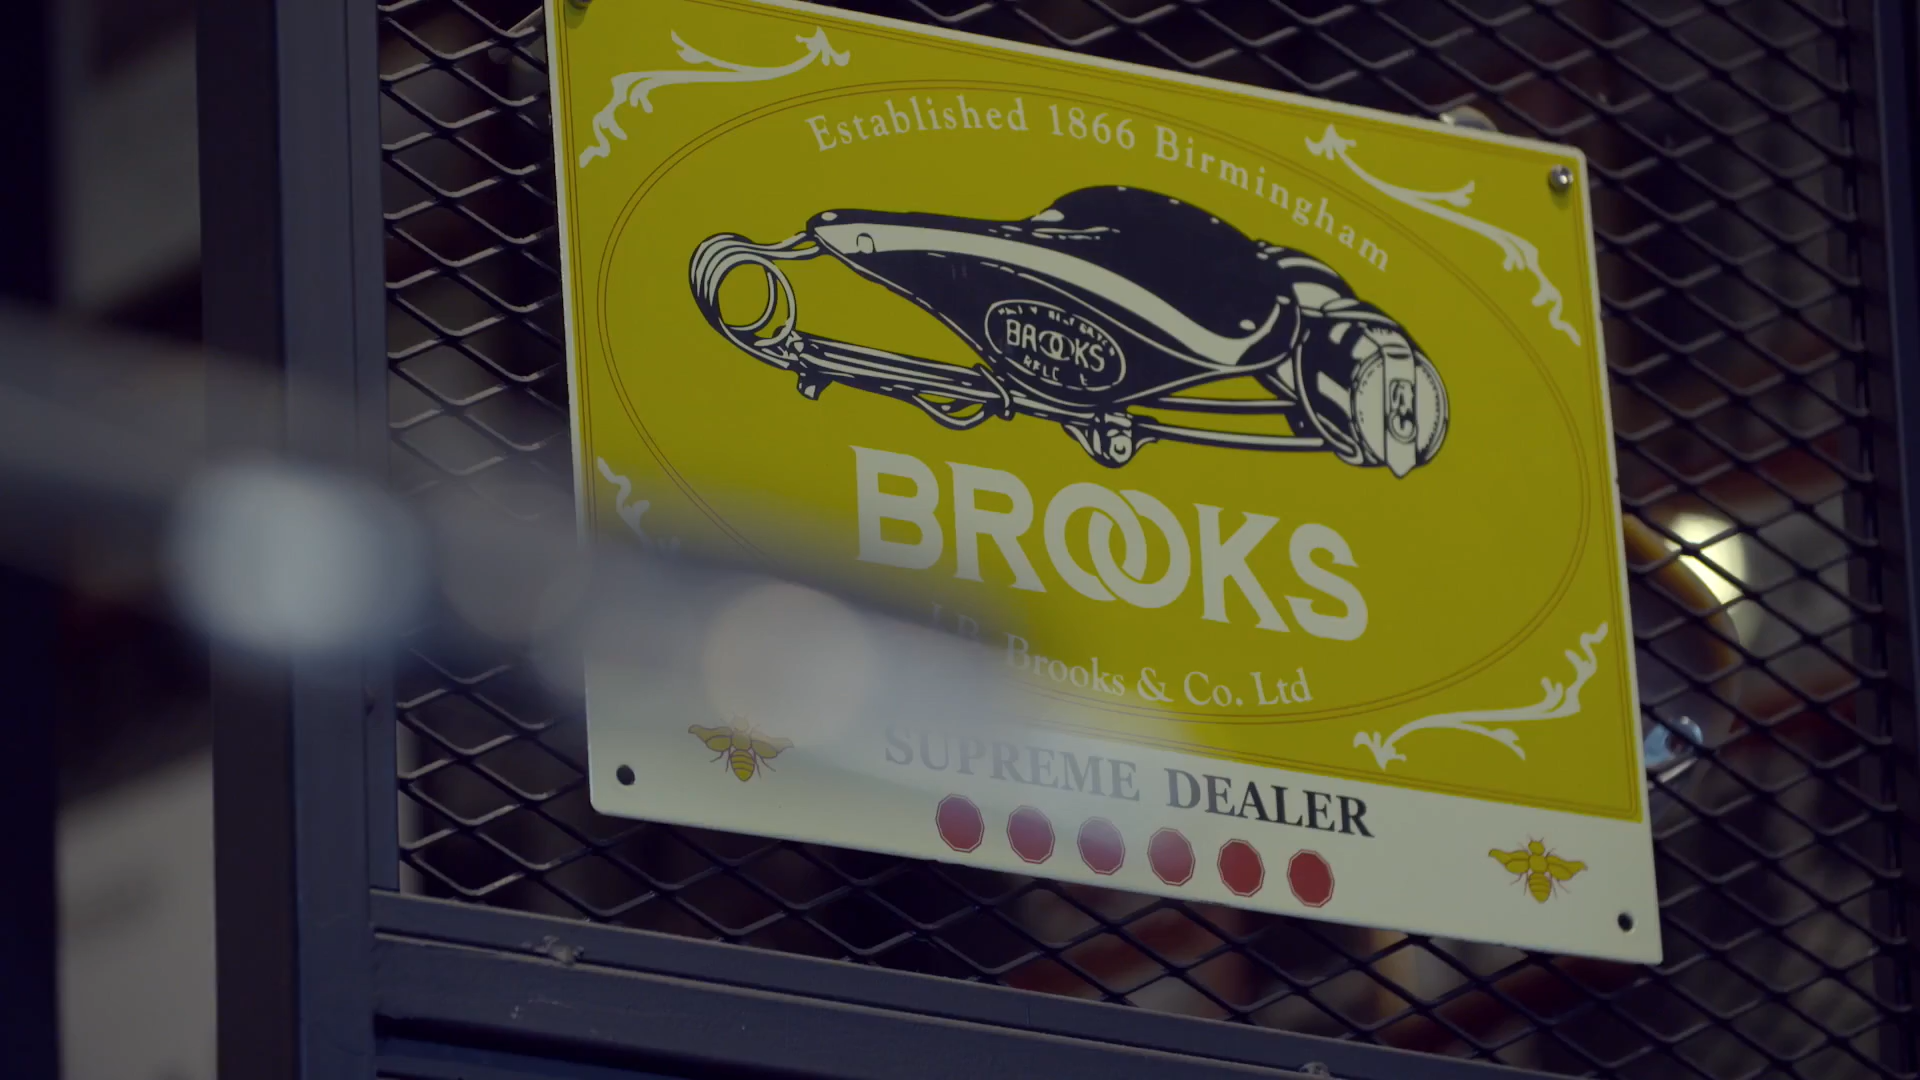 Established 1866 Birmingham
BROOKS
BROOKS
J.B. Brooks & Co. Ltd
SUPREME DEALER